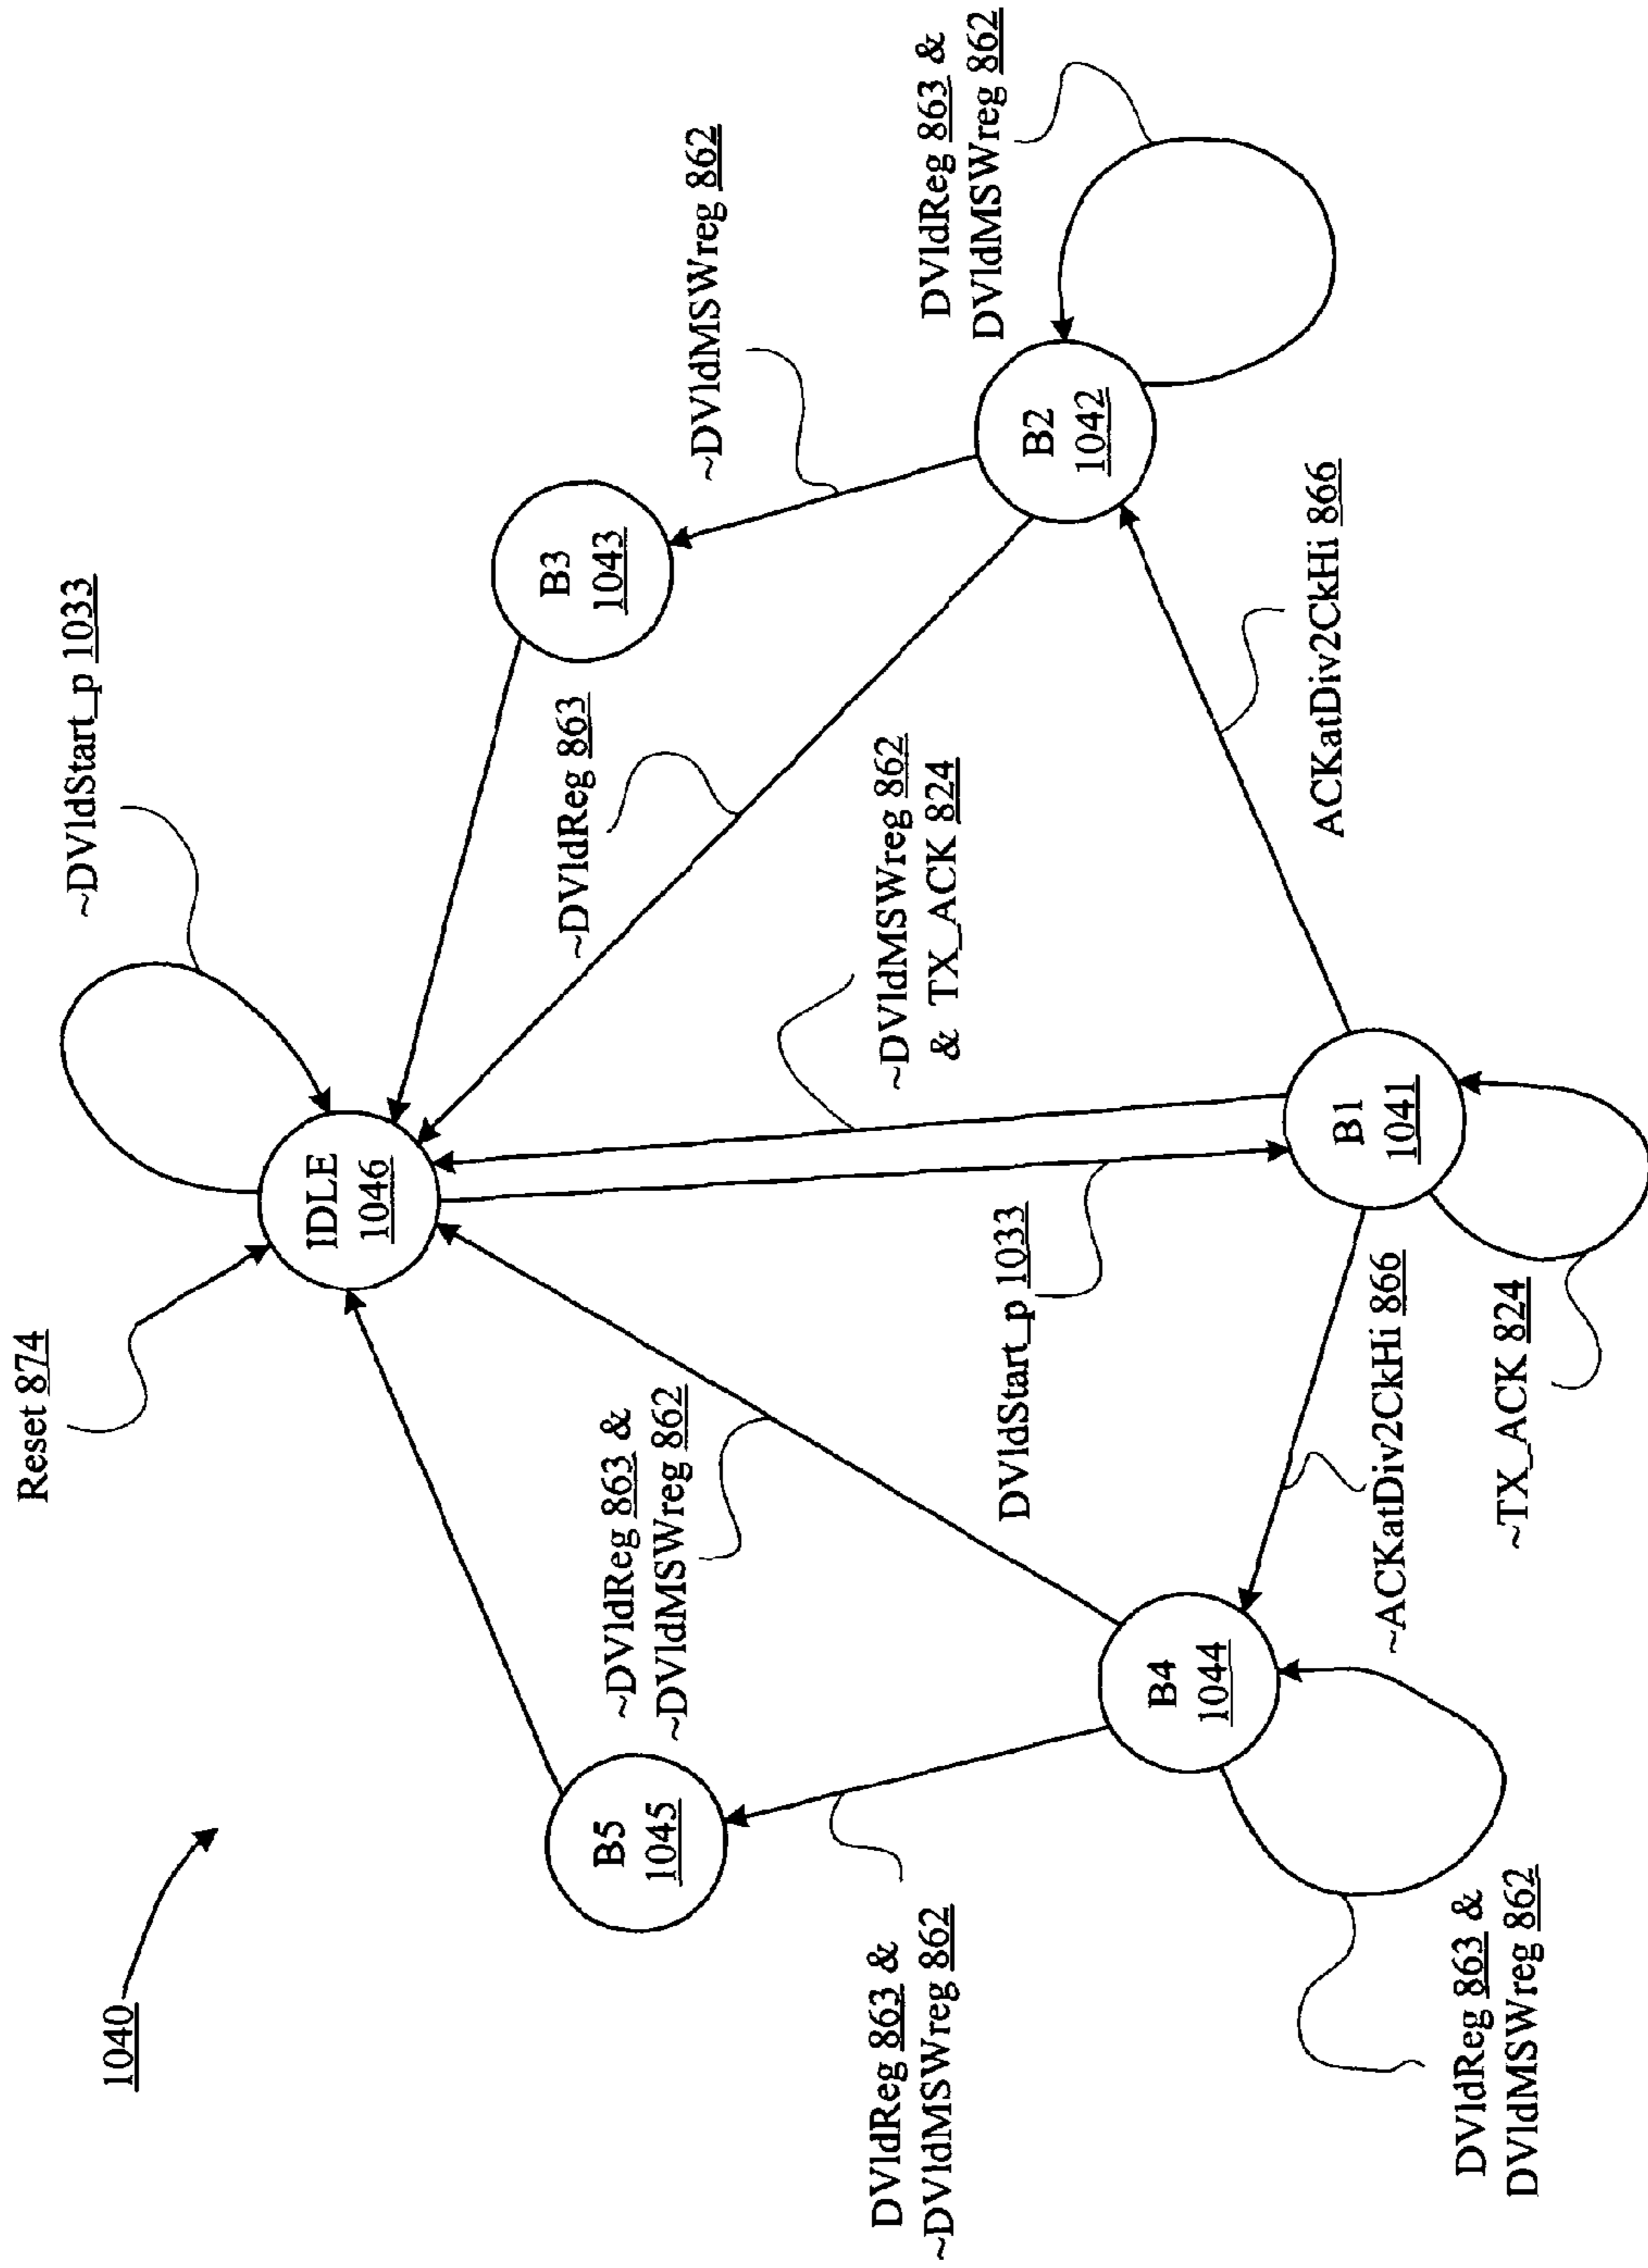 1040
Reset 874
~DVldStart_p 1033
IDLE
1046
B5
1045
B3
1043
~DVldMSWreg 862
DVldReg 863 &
DVldMSWreg 862
~DVldReg 863 &
~DVldMSWreg 862
~DVldReg 863
DVldReg 863 &
~DVldMSWreg 862
~DVldMSWreg 862
& TX_ACK 824
DVldStart_p 1033
B2
1042
B4
1044
B1
1041
~ACKatDiv2CkHi 866
ACKatDiv2CkHi 866
DVldReg 863 &
DVldMSWreg 862
~TX_ACK 824